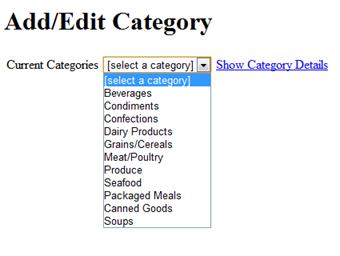 Add/Edit Category
Current Categories [select a category] Show Category Details
[select a category]
Beverages
Condiments
Confections
Dairy Products
Grains/Cereals
Meat/Poultry
Produce
Seafood
Packaged Meals
Canned Goods
Soups